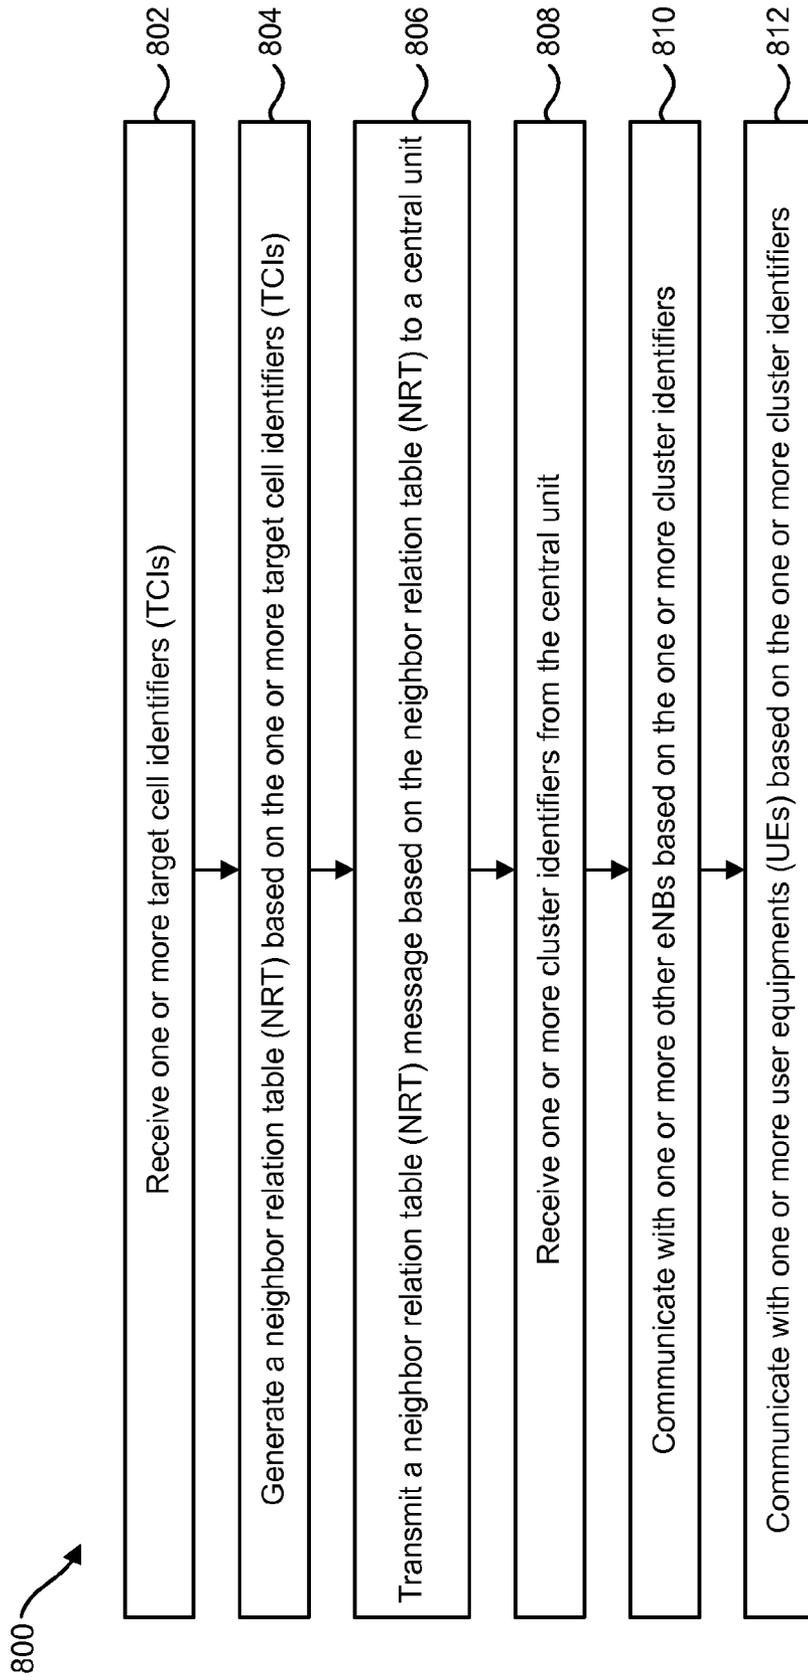 800
Receive one or more target cell identifiers (TCIs)
802
Generate a neighbor relation table (NRT) based on the one or more target cell identifiers (TCIs)
804
Transmit a neighbor relation table (NRT) message based on the neighbor relation table (NRT) to a central unit
806
Receive one or more cluster identifiers from the central unit
808
Communicate with one or more other eNBs based on the one or more cluster identifiers
810
Communicate with one or more user equipments (UEs) based on the one or more cluster identifiers
812